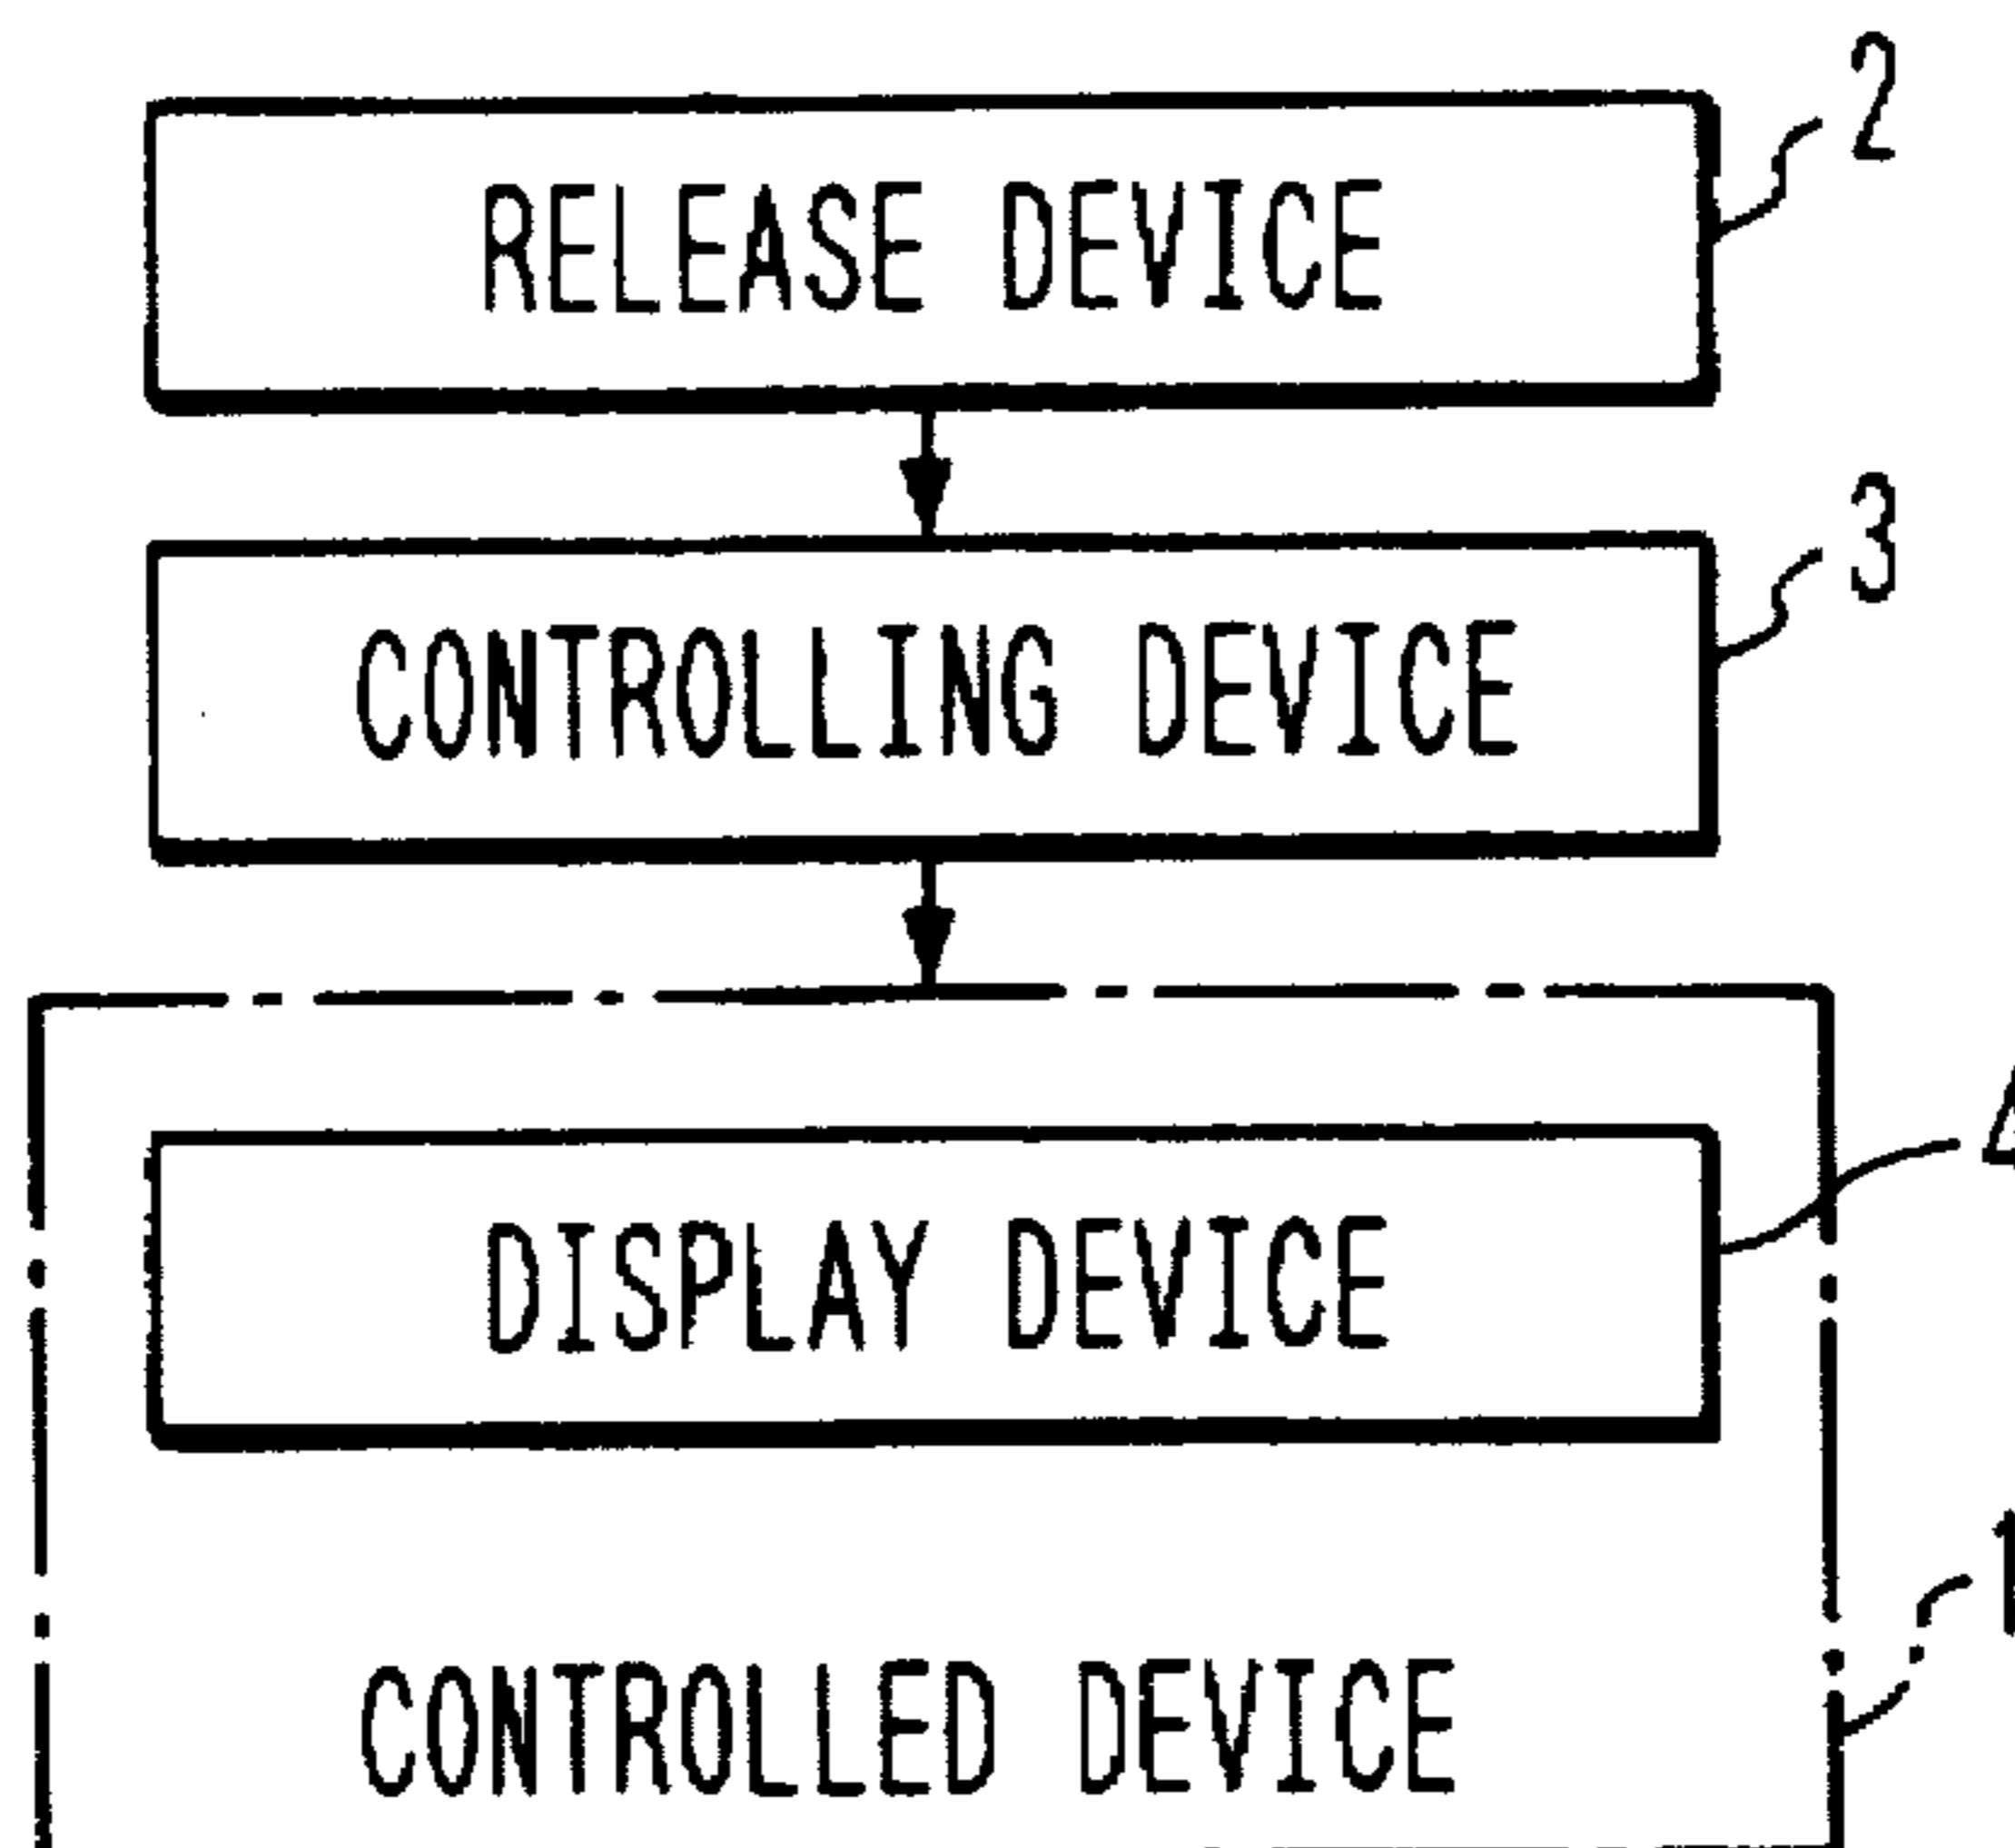 2
RELEASE DEVICE
3
CONTROLLING DEVICE
4
DISPLAY DEVICE
1
CONTROLLED DEVICE